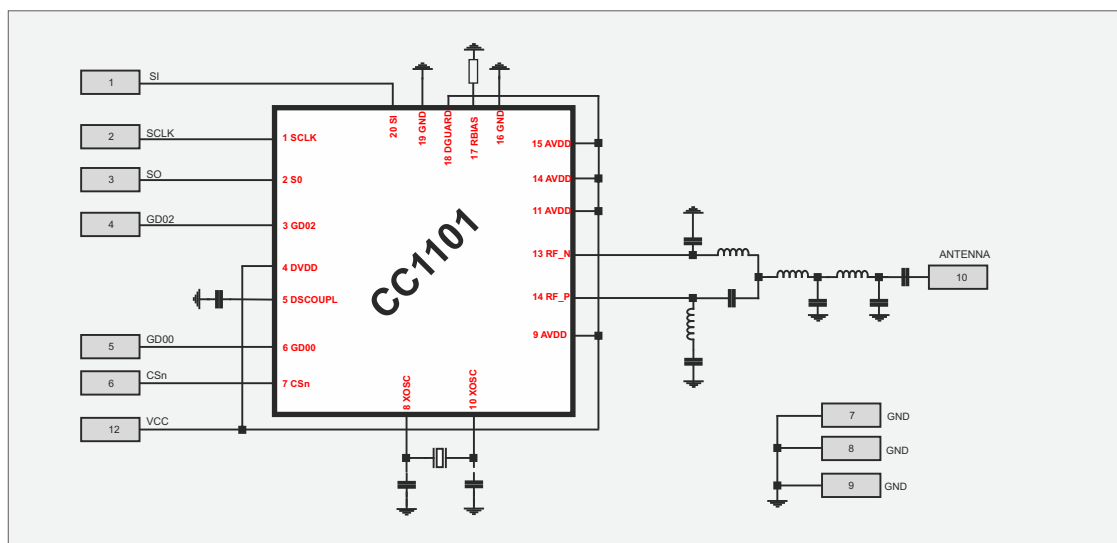 1
SI
2
SCLK
3
SO
4
GD02
5
GD00
6
CSn
12
VCC
20 SI
19 GND
18 DGUARD
17 RBIAS
16 GND
1 SCLK
2 S0
3 GD02
4 DVDD
5 DSCOUPL
6 GD00
7 CSn
CC1101
15 AVDD
14 AVDD
11 AVDD
13 RF_N
14 RF_P
9 AVDD
8 XOSC
10 XOSC
ANTENNA
10
7
GND
8
GND
9
GND